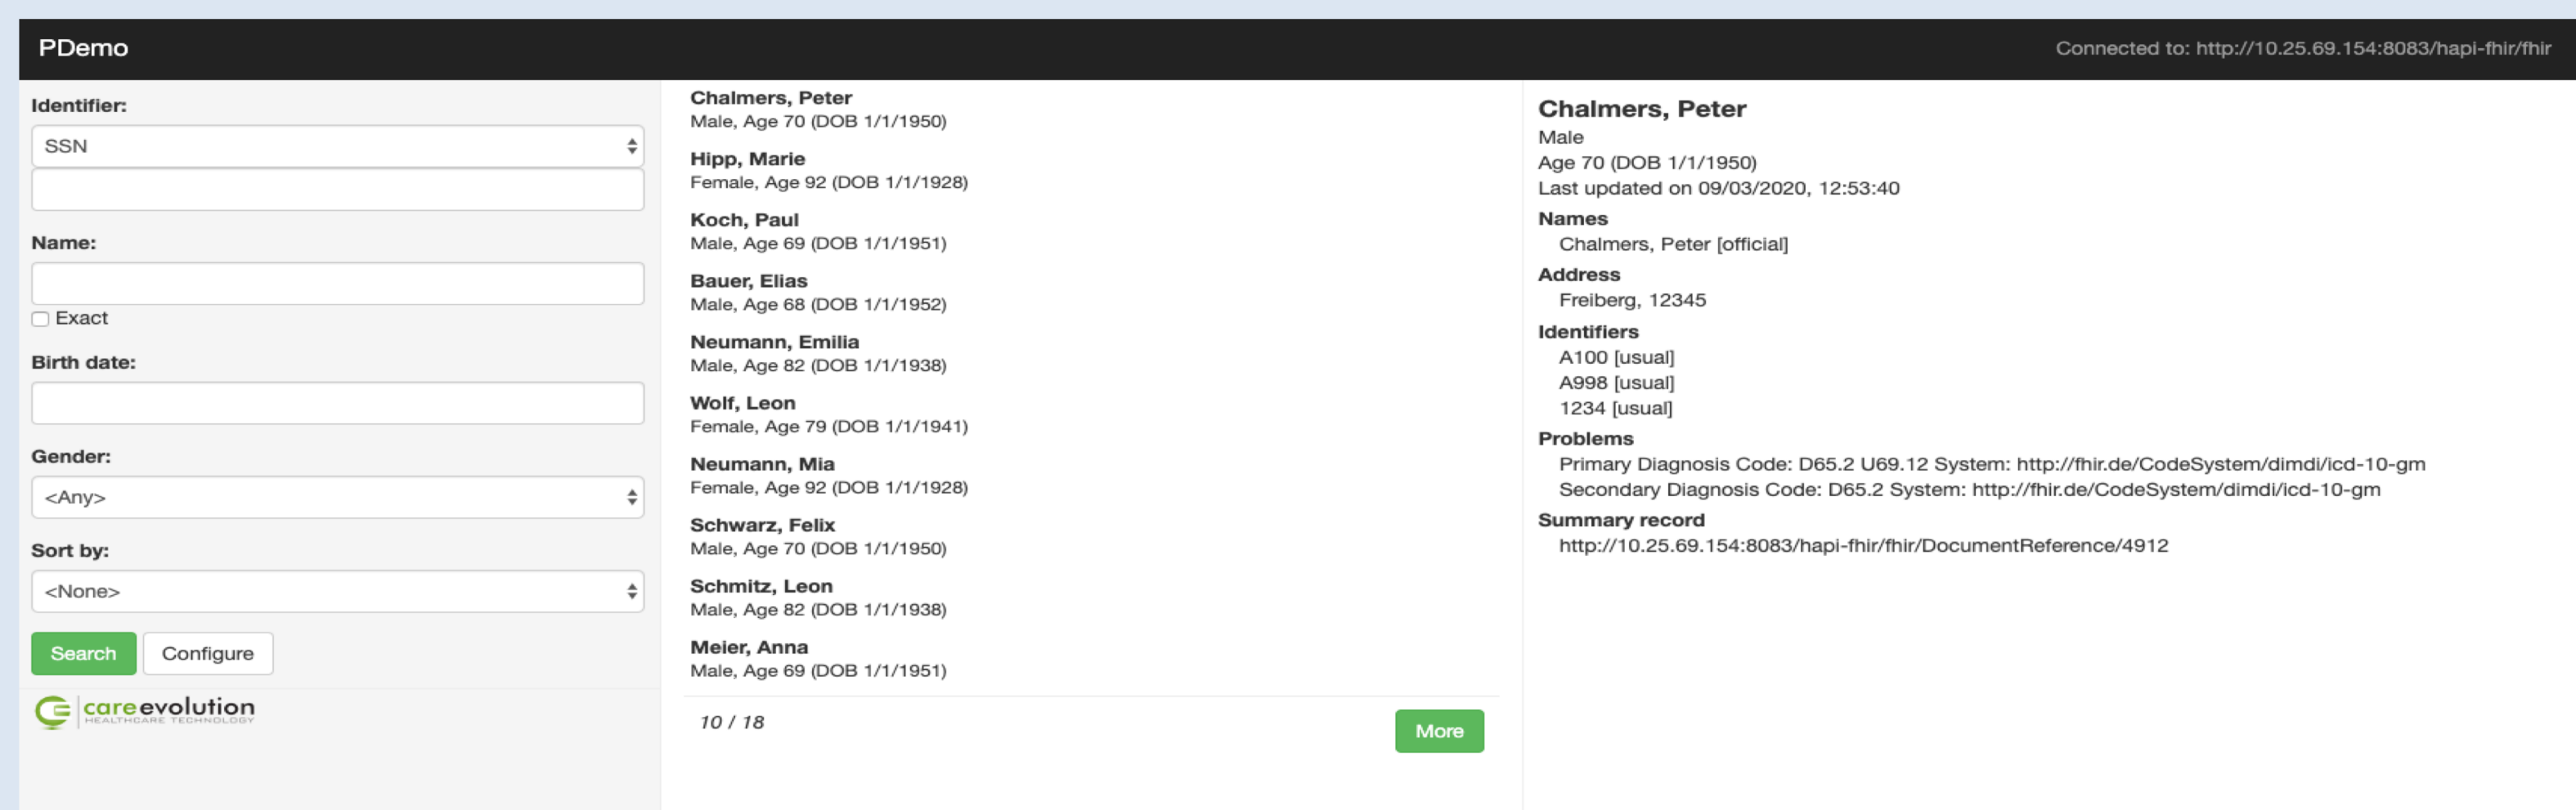 PDemo
Connected to: http://10.25.69.154:8083/hapi-fhir/fhir
Identifier:
SSN
Name:
Exact
Birth date:
Gender:
<Any>
Sort by:
<None>
Search Configure
careevolution
HEALTHCARE TECHNOLOGY
Chalmers, Peter
Male, Age 70 (DOB 1/1/1950)
Hipp, Marie
Female, Age 92 (DOB 1/1/1928)
Koch, Paul
Male, Age 69 (DOB 1/1/1951)
Bauer, Elias
Male, Age 68 (DOB 1/1/1952)
Neumann, Emilia
Male, Age 82 (DOB 1/1/1938)
Wolf, Leon
Female, Age 79 (DOB 1/1/1941)
Neumann, Mia
Female, Age 92 (DOB 1/1/1928)
Schwarz, Felix
Male, Age 70 (DOB 1/1/1950)
Schmitz, Leon
Male, Age 82 (DOB 1/1/1938)
Meier, Anna
Male, Age 69 (DOB 1/1/1951)
10 / 18
More
Chalmers, Peter
Male
Age 70 (DOB 1/1/1950)
Last updated on 09/03/2020, 12:53:40
Names
Chalmers, Peter [official]
Address
Freiberg, 12345
Identifiers
A100 [usual]
A998 [usual]
1234 [usual]
Problems
Primary Diagnosis Code: D65.2 U69.12 System: http://fhir.de/CodeSystem/dimdi/icd-10-gm
Secondary Diagnosis Code: D65.2 System: http://fhir.de/CodeSystem/dimdi/icd-10-gm
Summary record
http://10.25.69.154:8083/hapi-fhir/fhir/DocumentReference/4912